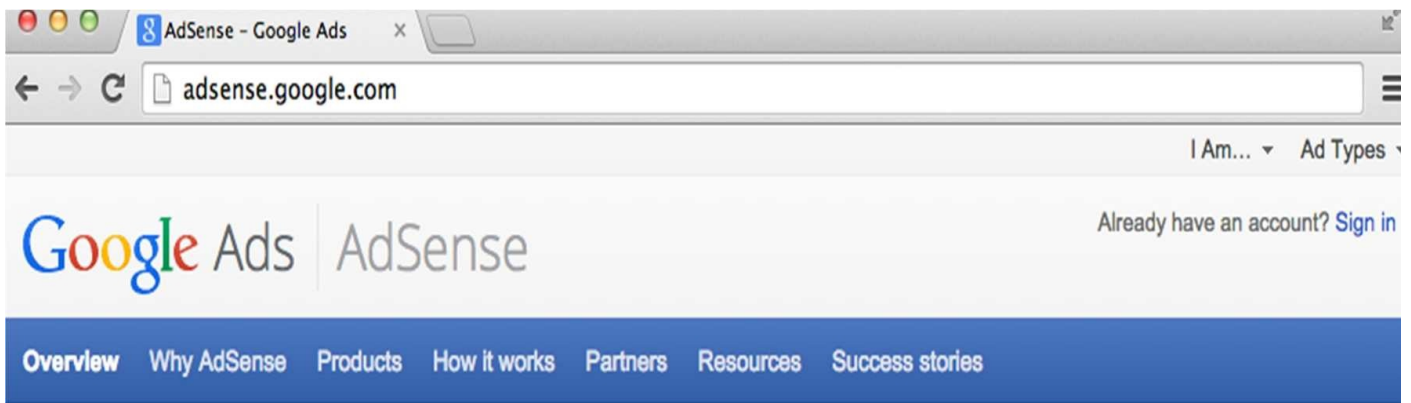 AdSense – Google Ads
adsense.google.com
I Am... Ad Types
Google Ads AdSense
Already have an account? Sign in
Overview Why AdSense Products How it works Partners Resources Success stories